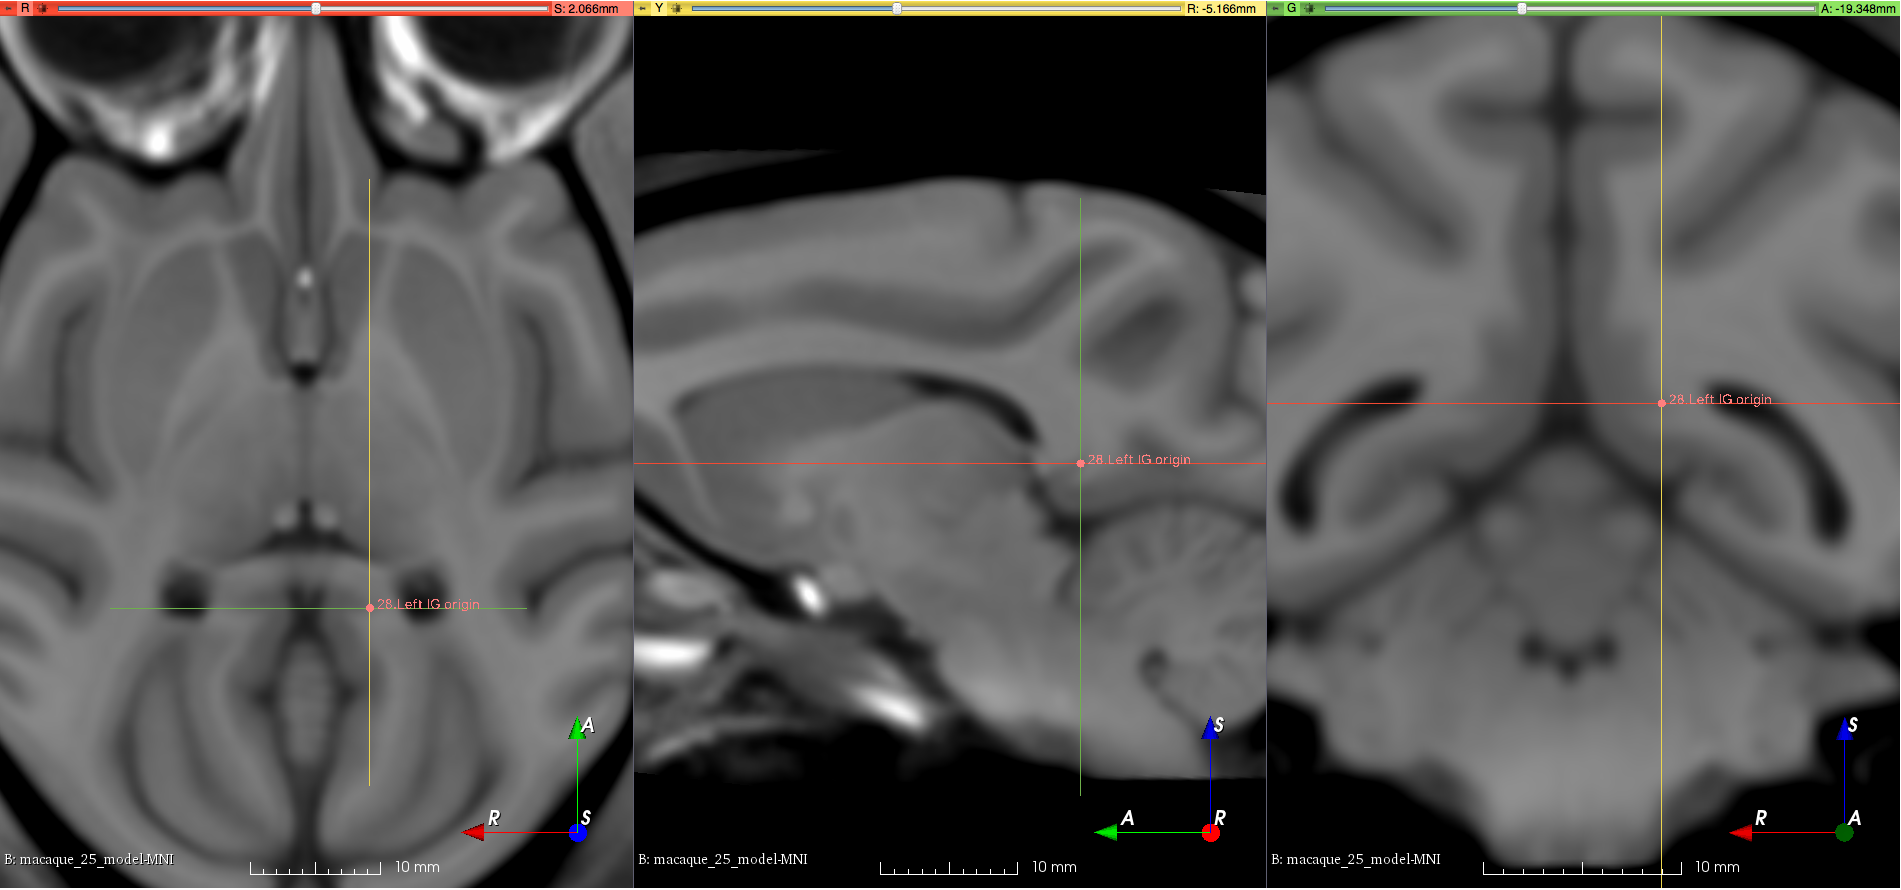 R
S: 2.066mm
Y
R: -5.166mm
G
A: -19.348mm
28 Left IG origin
28 Left IG origin
28 Left IG origin
A
R
S
S
A
R
S
R
A
B: macaque_25_model-MNI
10 mm
B: macaque_25_model-MNI
10 mm
B: macaque_25_model-MNI
10 mm